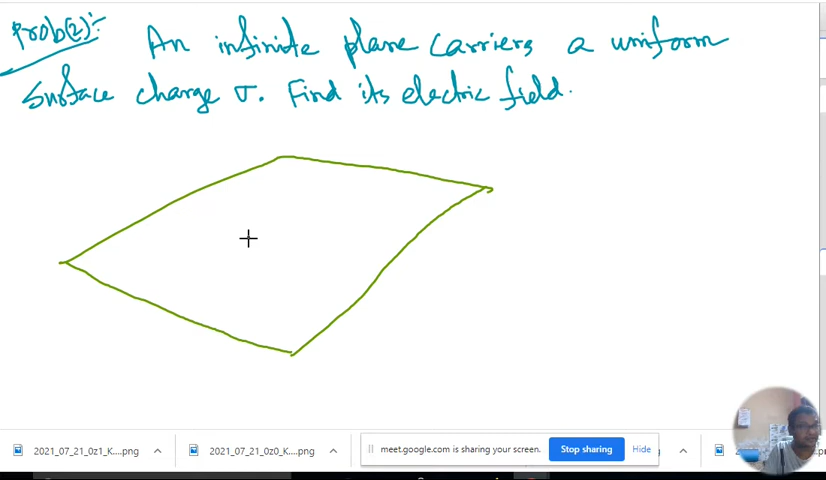 Prob(2):- An infinite plane carriers a uniform
Surface charge σ. Find its electric field.
2021_07_21_0z1_K....png
2021_07_21_0z0_K....png
meet.google.com is sharing your screen.
Stop sharing
Hide